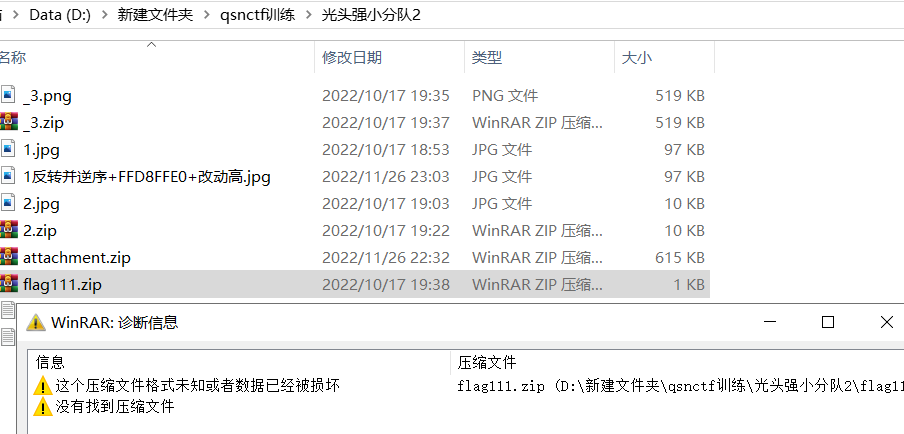 Data (D:) > 新建文件夹 > qsnctf训练 > 光头强小分队2
名称 修改日期 类型 大小
_3.png 2022/10/17 19:35 PNG 文件 519 KB
_3.zip 2022/10/17 19:37 WinRAR ZIP 压缩... 519 KB
1.jpg 2022/10/17 18:53 JPG 文件 97 KB
1反转并逆序+FFD8FFE0+改动高.jpg 2022/11/26 23:03 JPG 文件 97 KB
2.jpg 2022/10/17 19:03 JPG 文件 10 KB
2.zip 2022/10/17 19:22 WinRAR ZIP 压缩... 10 KB
attachment.zip 2022/11/26 22:32 WinRAR ZIP 压缩... 615 KB
flag111.zip 2022/10/17 19:38 WinRAR ZIP 压缩... 1 KB
WinRAR: 诊断信息
信息 压缩文件
这个压缩文件格式未知或者数据已经被损坏 flag111.zip (D:\新建文件夹\qsnctf训练\光头强小分队2\flag11
没有找到压缩文件